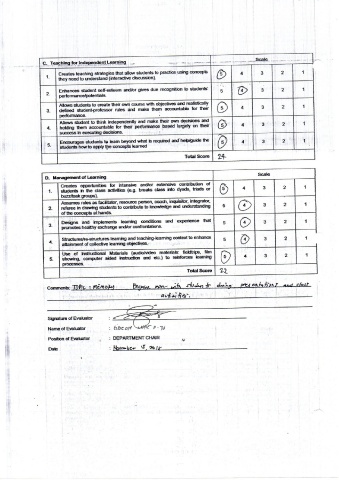 C. Teaching for Independent Learning Scale
1. Creates teaching strategies that allow students to practice using concepts 5 4 3 2 1
they need to understand (interactive discussion).
2. Enhances student self-esteem and/or gives due recognition to students' 5 4 3 2 1
performance/potentials.
3. Allows students to create their own course with objectives and realistically 5 4 3 2 1
defined student-professor rules and make them accountable for their
performance.
4. Allows student to think independently and make their own decisions and 5 4 3 2 1
holding them accountable for their performance based largely on their
success in executing decisions.
5. Encourages students to learn beyond what is required and help/guide the 5 4 3 2 1
students how to apply the concepts learned
Total Score 24
D. Management of Learning Scale
1. Creates opportunities for intensive and/or extensive contribution of 5 4 3 2 1
students in the class activities (e.g. breaks class into dyads, triads or
buzz/task groups).
2. Assumes roles as facilitator, resource person, coach, inquisitor, integrator, 5 4 3 2 1
referee in drawing students to contribute to knowledge and understanding
of the concepts at hands.
3. Designs and implements learning conditions and experience that 5 4 3 2 1
promotes healthy exchange and/or confrontations.
4. Structures/re-structures learning and teaching-learning context to enhance 5 4 3 2 1
attainment of collective learning objectives.
5. Use of Instructional Materials (audio/video materials: fieldtrips, film 5 4 3 2 1
showing, computer aided instruction and etc.) to reinforces learning
processes.
Total Score 22
Comments: with students during presentations and class
activities.
Signature of Evaluator :
Name of Evaluator :
Position of Evaluator : DEPARTMENT CHAIR
Date : November